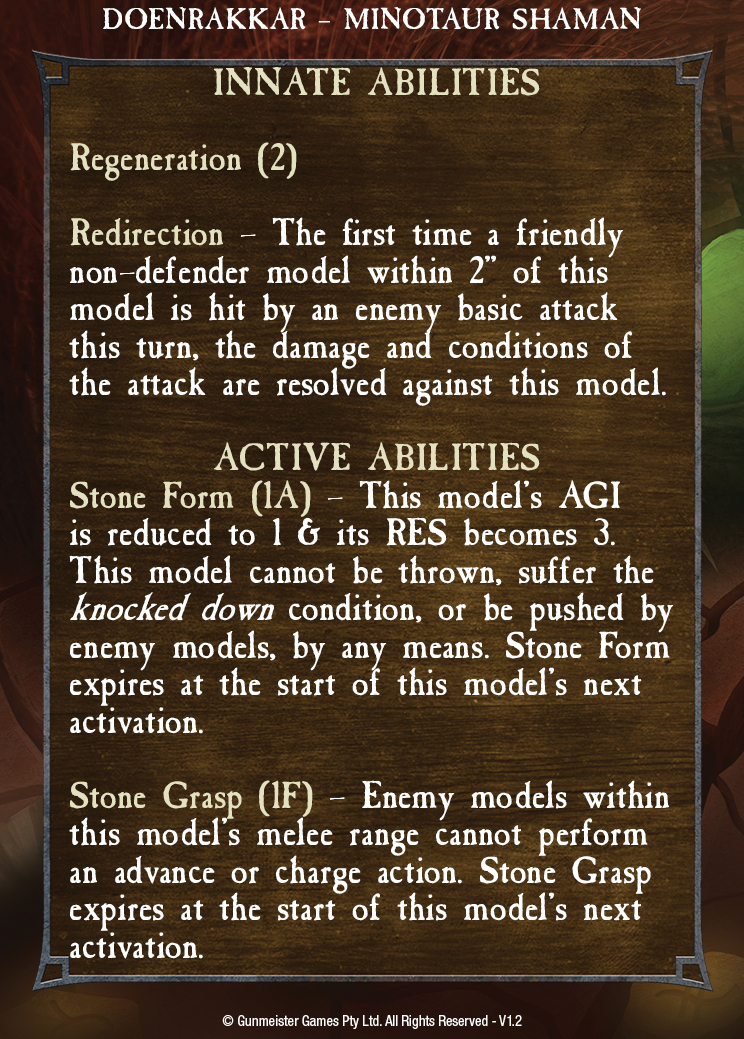 DOENRAKKAR – MINOTAUR SHAMAN
INNATE ABILITIES
Regeneration (2)
Redirection – The first time a friendly
non-defender model within 2” of this
model is hit by an enemy basic attack
this turn, the damage and conditions of
the attack are resolved against this model.
ACTIVE ABILITIES
Stone Form (1A) – This model’s AGI
is reduced to 1 & its RES becomes 3.
This model cannot be thrown, suffer the
knocked down condition, or be pushed by
enemy models, by any means. Stone Form
expires at the start of this model’s next
activation.
Stone Grasp (1F) – Enemy models within
this model’s melee range cannot perform
an advance or charge action. Stone Grasp
expires at the start of this model’s next
activation.
© Gunmeister Games Pty Ltd. All Rights Reserved - V1.2